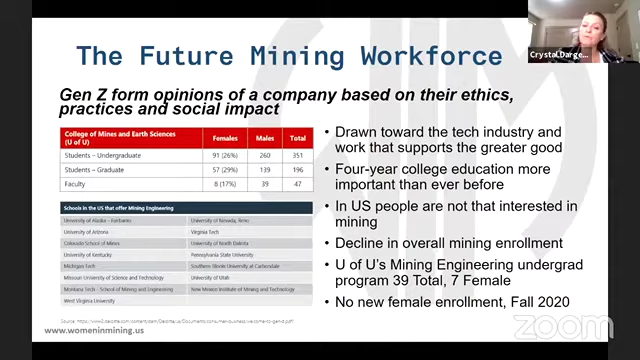 The Future Mining Workforce
Crystal Darge...
Gen Z form opinions of a company based on their ethics,
practices and social impact
College of Mines and Earth Sciences
(U of U)
Females Males Total
Students – Undergraduate 91 (26%) 260 351
Students – Graduate 57 (29%) 139 196
Faculty 8 (17%) 39 47
Schools in the US that offer Mining Engineering
University of Alaska – Fairbanks University of Nevada, Reno
University of Arizona Virginia Tech
Colorado School of Mines University of North Dakota
University of Kentucky Pennsylvania State University
Michigan Tech Southern Illinois University at Carbondale
Missouri University of Science and Technology University of Utah
Montana Tech – School of Mining and Engineering New Mexico Institute of Mining and Technology
West Virginia University
• Drawn toward the tech industry and
work that supports the greater good
• Four-year college education more
important than ever before
• In US people are not that interested in
mining
• Decline in overall mining enrollment
• U of U's Mining Engineering undergrad
program 39 Total, 7 Female
• No new female enrollment, Fall 2020
www.womeninmining.us
zoom